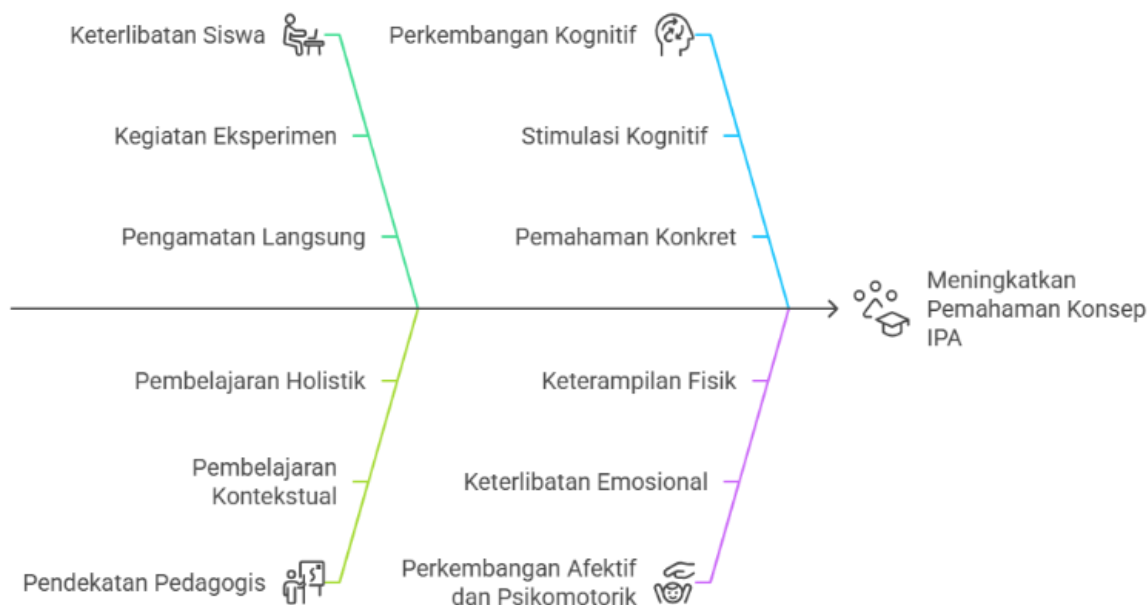 Keterlibatan Siswa
Perkembangan Kognitif
Kegiatan Eksperimen
Stimulasi Kognitif
Pengamatan Langsung
Pemahaman Konkret
Meningkatkan
Pemahaman Konsep
IPA
Pembelajaran Holistik
Keterampilan Fisik
Pembelajaran
Kontekstual
Keterlibatan Emosional
Pendekatan Pedagogis
Perkembangan Afektif
dan Psikomotorik